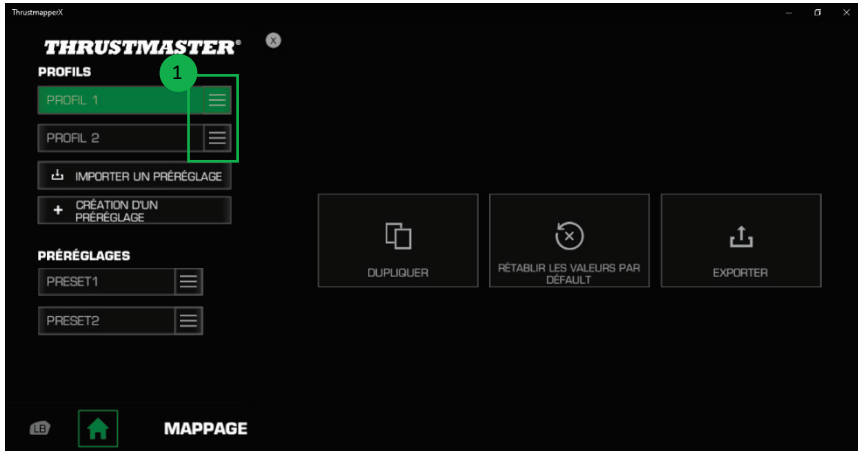 ThrustmapperX
THRUSTMASTER®
X
PROFILS
1
PROFIL 1
PROFIL 2
IMPORTER UN PRÉRÉGLAGE
+ CRÉATION D'UN
PRÉRÉGLAGE
PRÉRÉGLAGES
PRESET1
PRESET2
DUPLIQUER
RÉTABLIR LES VALEURS PAR
DÉFAULT
EXPORTER
LB
MAPPAGE